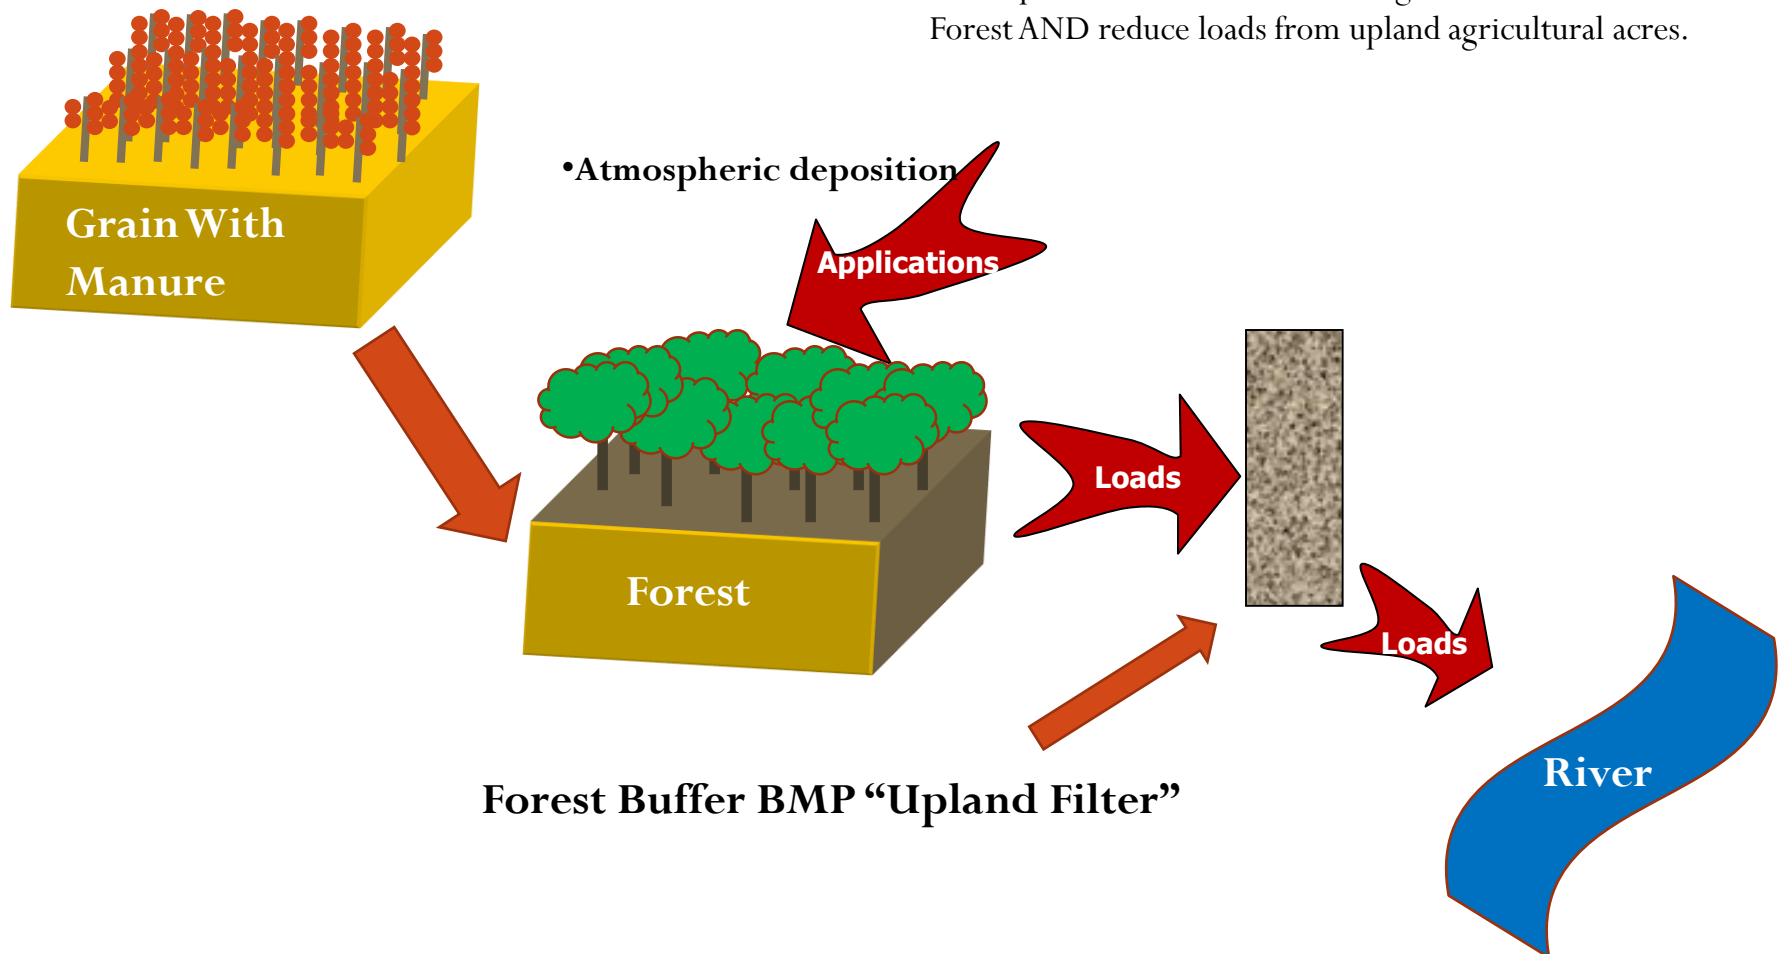 Forest AND reduce loads from upland agricultural acres.
•Atmospheric deposition
Grain With
Manure
Applications
Loads
Forest
Loads
River
Forest Buffer BMP “Upland Filter”